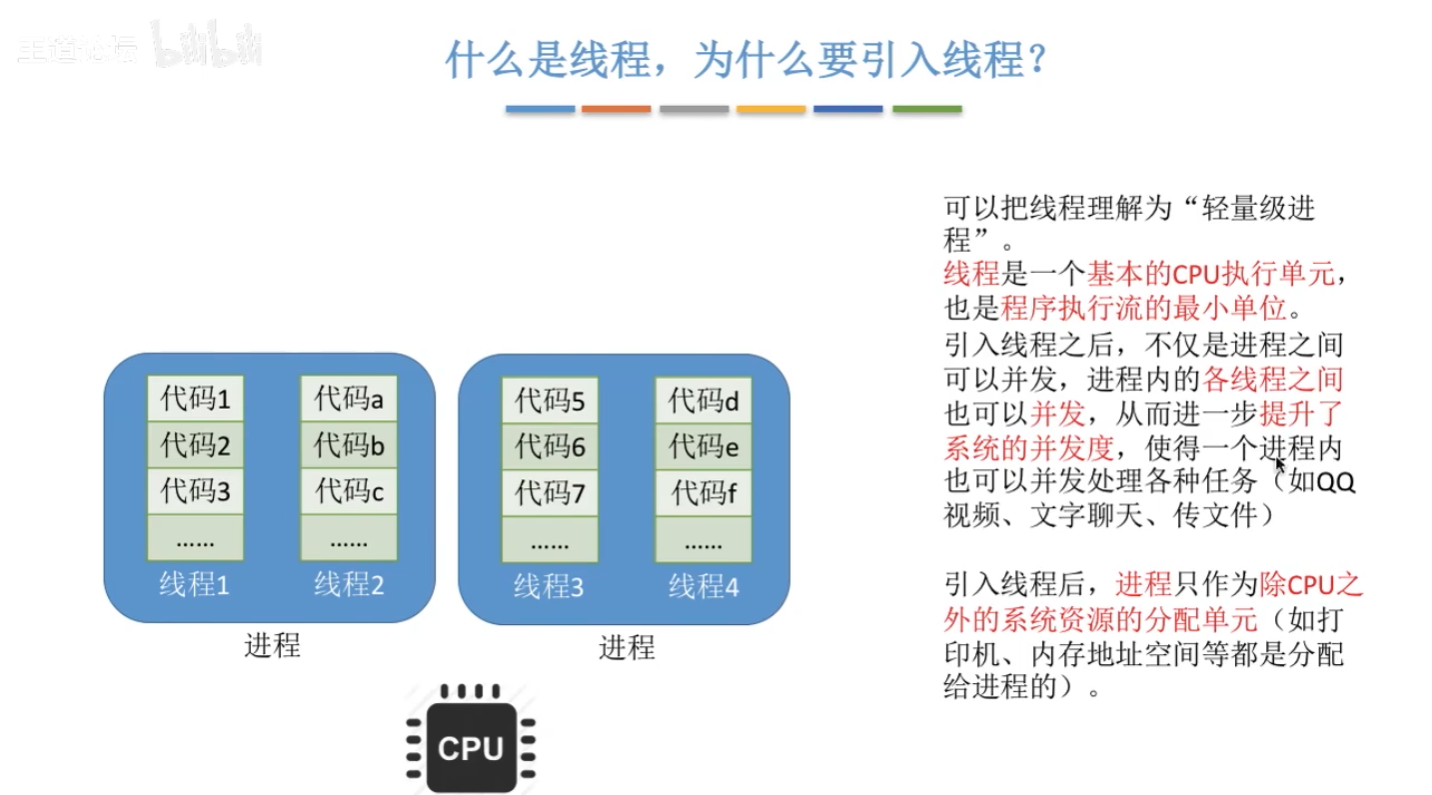 王道论坛 bilibili
什么是线程，为什么要引入线程？
可以把线程理解为“轻量级进
程”。
线程是一个基本的CPU执行单元，
也是程序执行流的最小单位。
引入线程之后，不仅是进程之间
可以并发，进程内的各线程之间
也可以并发，从而进一步提升了
系统的并发度，使得一个进程内
也可以并发处理各种任务（如QQ
视频、文字聊天、传文件）
引入线程后，进程只作为除CPU之
外的系统资源的分配单元（如打
印机、内存地址空间等都是分配
给进程的）。
代码1
代码2
代码3
……
线程1
代码a
代码b
代码c
……
线程2
进程
代码5
代码6
代码7
……
线程3
代码d
代码e
代码f
……
线程4
进程
CPU